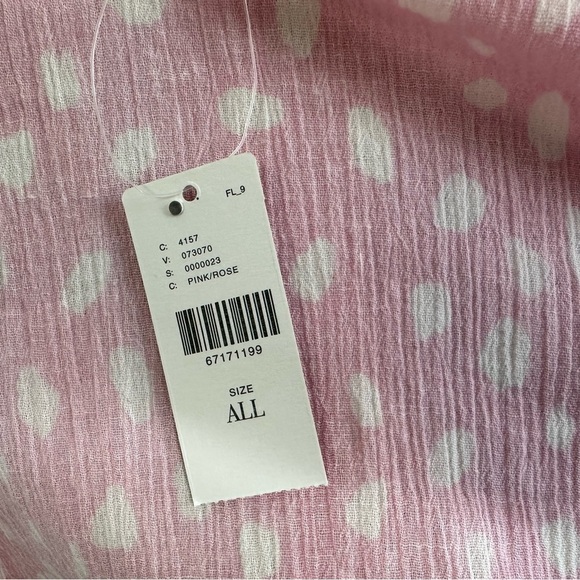 FL_9
C: 4157
V: 073070
S: 0000023
C: PINK/ROSE
67171199
SIZE
ALL